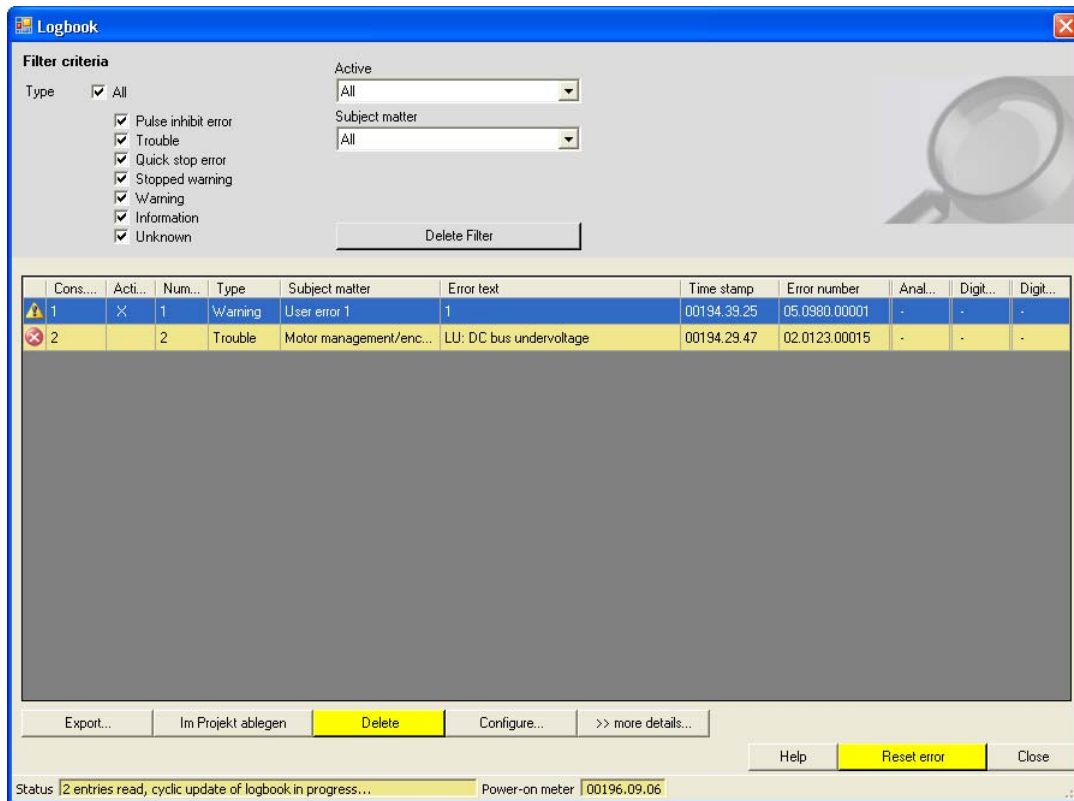 Logbook
Filter criteria
Type All
Pulse inhibit error
Trouble
Quick stop error
Stopped warning
Warning
Information
Unknown
Active
All
Subject matter
All
Delete Filter
Cons.... Acti... Num... Type Subject matter Error text Time stamp Error number Anal... Digit... Digit...
1 X 1 Warning User error 1 1 00194.39.25 05.0980.00001 - - -
2 2 Trouble Motor management/enc... LU: DC bus undervoltage 00194.29.47 02.0123.00015 - - -
Export... Im Projekt ablegen Delete Configure... >> more details...
Help Reset error Close
Status 2 entries read, cyclic update of logbook in progress... Power-on meter 00196.09.06